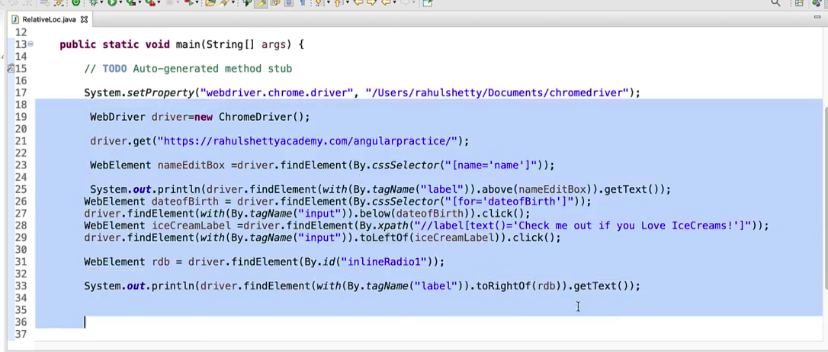 RelativeLoc.java
12
13 public static void main(String[] args) {
14
15 // TODO Auto-generated method stub
16
17 System.setProperty("webdriver.chrome.driver", "/Users/rahulshetty/Documents/chromedriver");
18
19 WebDriver driver=new ChromeDriver();
20
21 driver.get("https://rahulshettyacademy.com/angularpractice/");
22
23 WebElement nameEditBox =driver.findElement(By.cssSelector("[name='name']"));
24
25 System.out.println(driver.findElement(with(By.tagName("label")).above(nameEditBox)).getText());
26 WebElement dateofBirth = driver.findElement(By.cssSelector("[for='dateofBirth']"));
27 driver.findElement(with(By.tagName("input")).below(dateofBirth)).click();
28 WebElement iceCreamLabel =driver.findElement(By.xpath("//label[text()='Check me out if you Love IceCreams!']"));
29 driver.findElement(with(By.tagName("input")).toLeftOf(iceCreamLabel)).click();
30
31 WebElement rdb = driver.findElement(By.id("inlineRadio1"));
32
33 System.out.println(driver.findElement(with(By.tagName("label")).toRightOf(rdb)).getText());
34
35
36
37